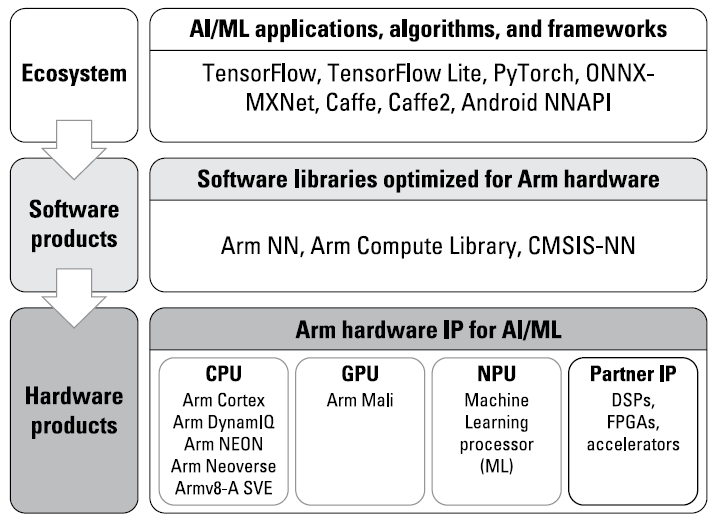 Ecosystem
AI/ML applications, algorithms, and frameworks
TensorFlow, TensorFlow Lite, PyTorch, ONNX-
MXNet, Caffe, Caffe2, Android NNAPI
Software
products
Software libraries optimized for Arm hardware
Arm NN, Arm Compute Library, CMSIS-NN
Hardware
products
Arm hardware IP for AI/ML
CPU
Arm Cortex
Arm DynamIQ
Arm NEON
Arm Neoverse
Armv8-A SVE
GPU
Arm Mali
NPU
Machine
Learning
processor
(ML)
Partner IP
DSPs,
FPGAs,
accelerators